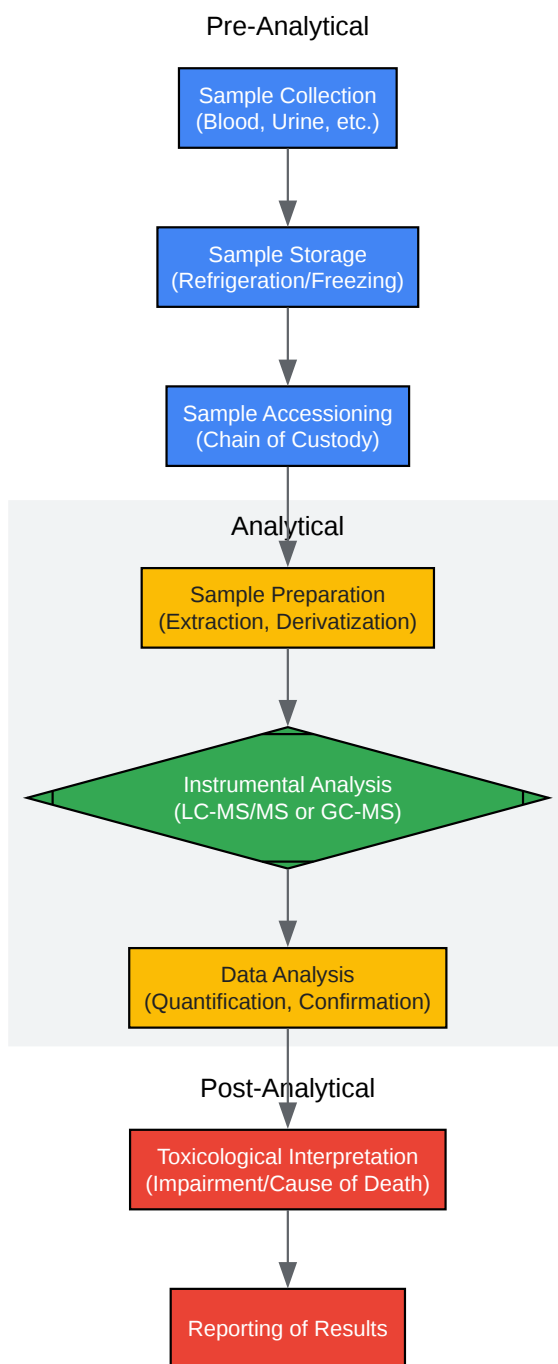 Pre-Analytical
Sample Collection
(Blood, Urine, etc.)
Sample Storage
(Refrigeration/Freezing)
Sample Accessioning
(Chain of Custody)
Analytical
Sample Preparation
(Extraction, Derivatization)
Instrumental Analysis
(LC-MS/MS or GC-MS)
Data Analysis
(Quantification, Confirmation)
Post-Analytical
Toxicological Interpretation
(Impairment/Cause of Death)
Reporting of Results